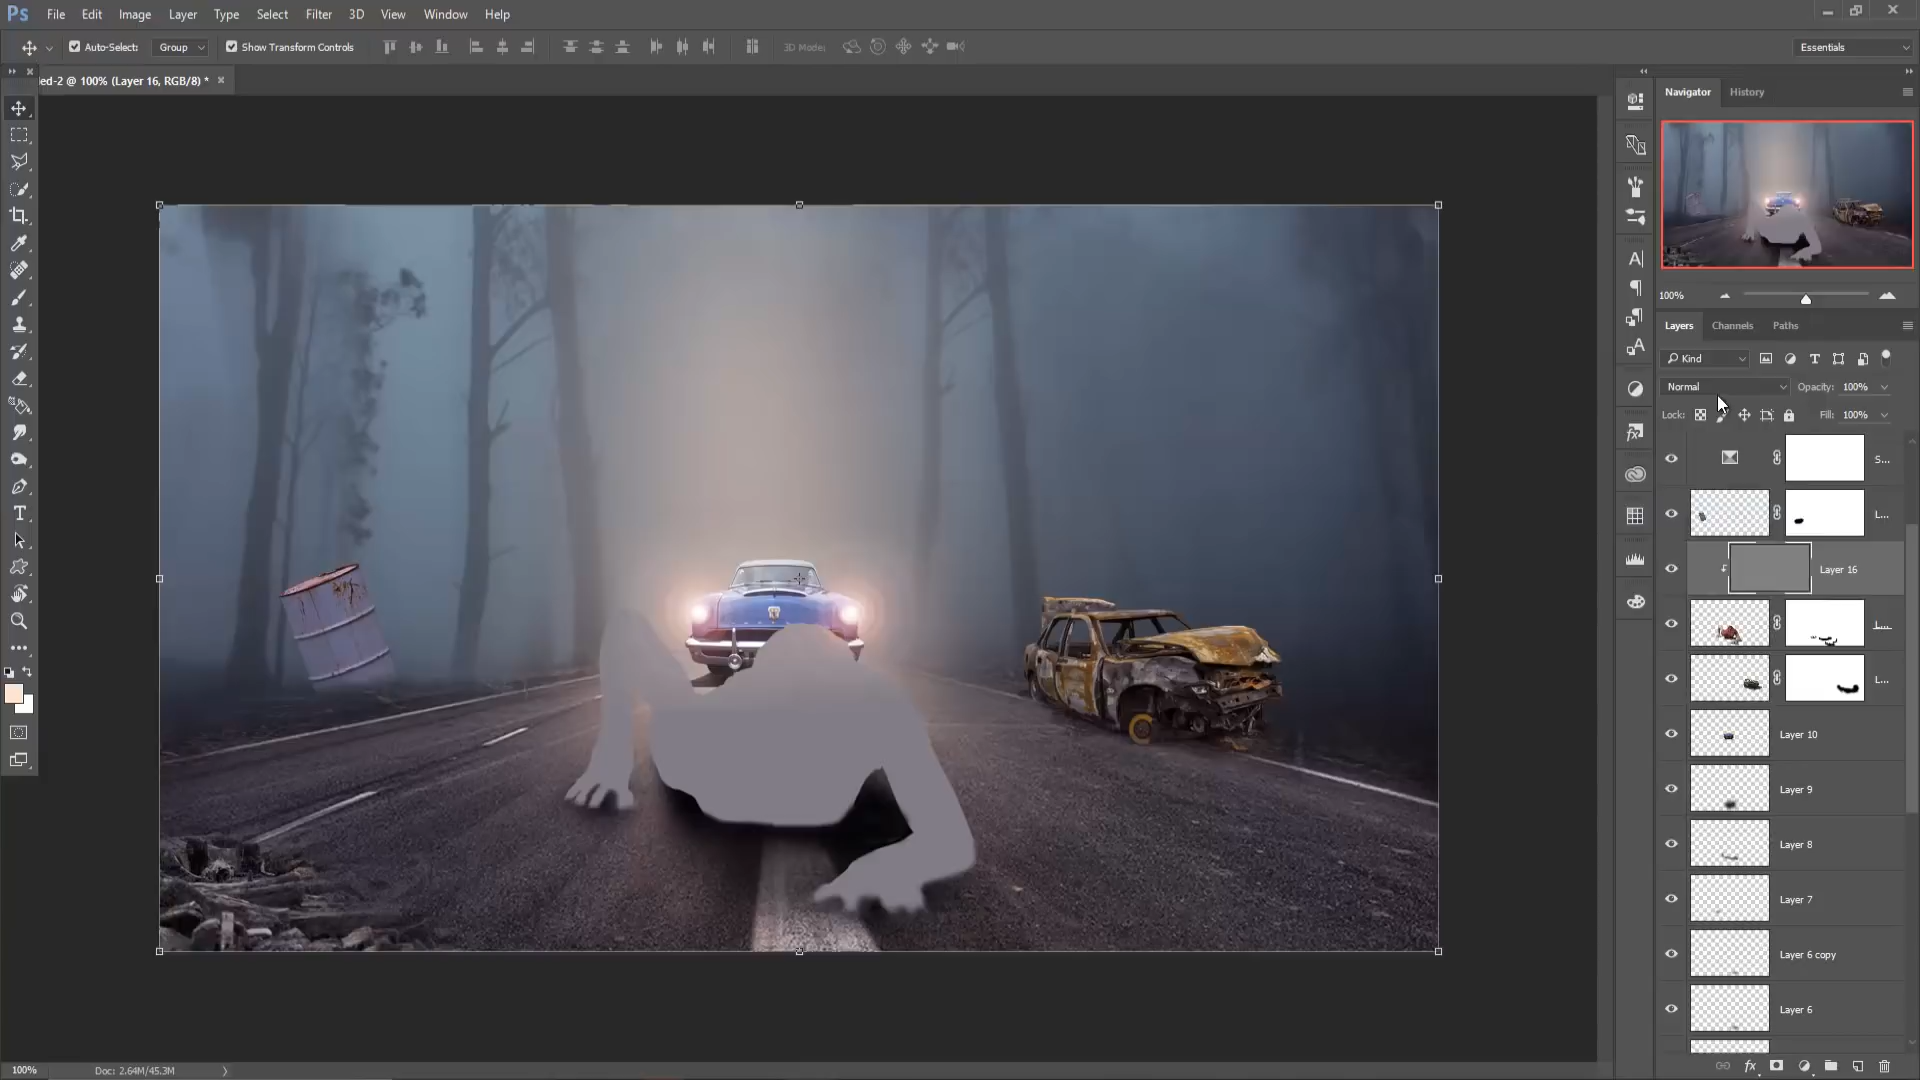 Ps File Edit Image Layer Type Select Filter 3D View Window Help
Auto-Select: Group Show Transform Controls 3D Mode: Essentials
ed-2 @ 100% (Layer 16, RGB/8) *
Navigator History
100%
Layers Channels Paths
Kind
Normal Opacity: 100%
Lock: Fill: 100%
S...
L...
Layer 16
L...
L...
Layer 10
Layer 9
Layer 8
Layer 7
Layer 6 copy
Layer 6
100% Doc: 2.64M/45.3M